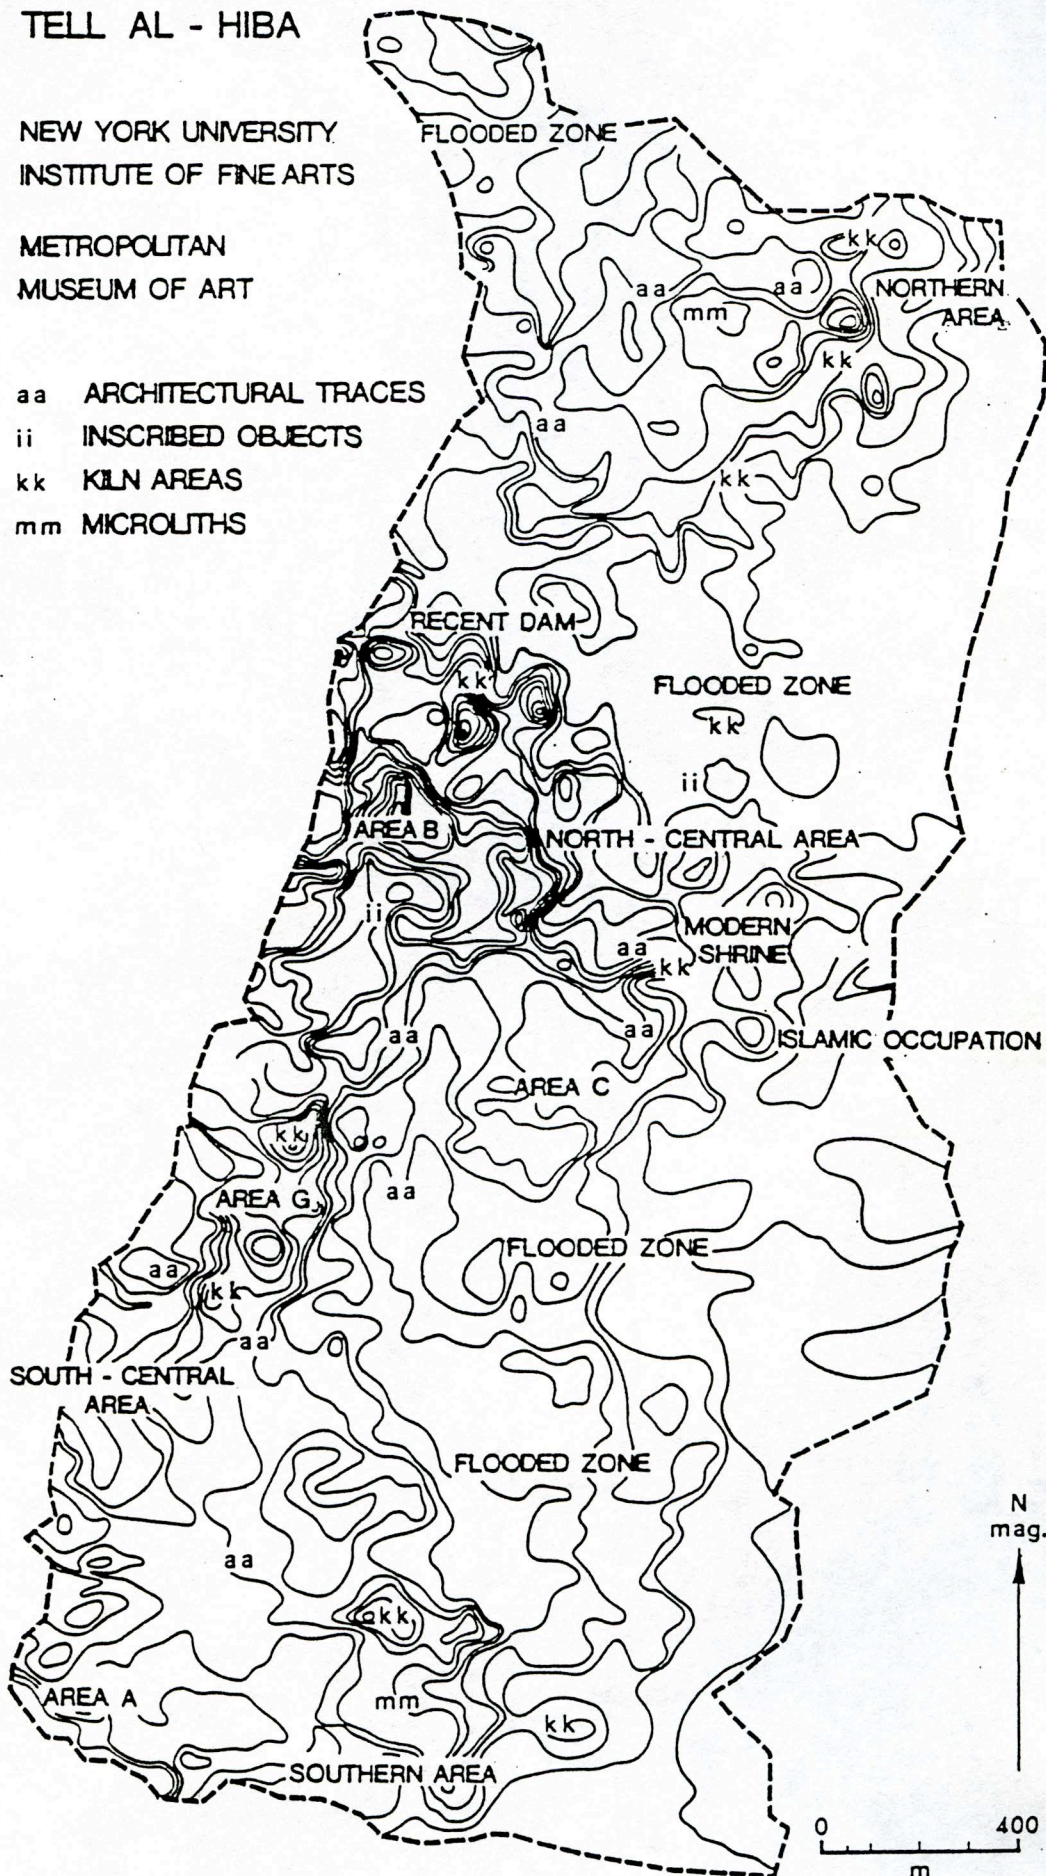 TELL AL - HIBA
NEW YORK UNIVERSITY
INSTITUTE OF FINE ARTS
METROPOLITAN
MUSEUM OF ART
aa ARCHITECTURAL TRACES
ii INSCRIBED OBJECTS
kk KILN AREAS
mm MICROLITHS
FLOODED ZONE
kk
aa
aa
NORTHERN
AREA
mm
kk
aa
kk
RECENT DAM
kk
FLOODED ZONE
kk
ii
AREA B
NORTH - CENTRAL AREA
ii
MODERN
SHRINE
aa
kk
aa
aa
ISLAMIC OCCUPATION
AREA C
kk
aa
AREA G
FLOODED ZONE
aa
kk
aa
SOUTH - CENTRAL
AREA
FLOODED ZONE
aa
kk
AREA A
mm
kk
SOUTHERN AREA
N
mag.
0 400
m